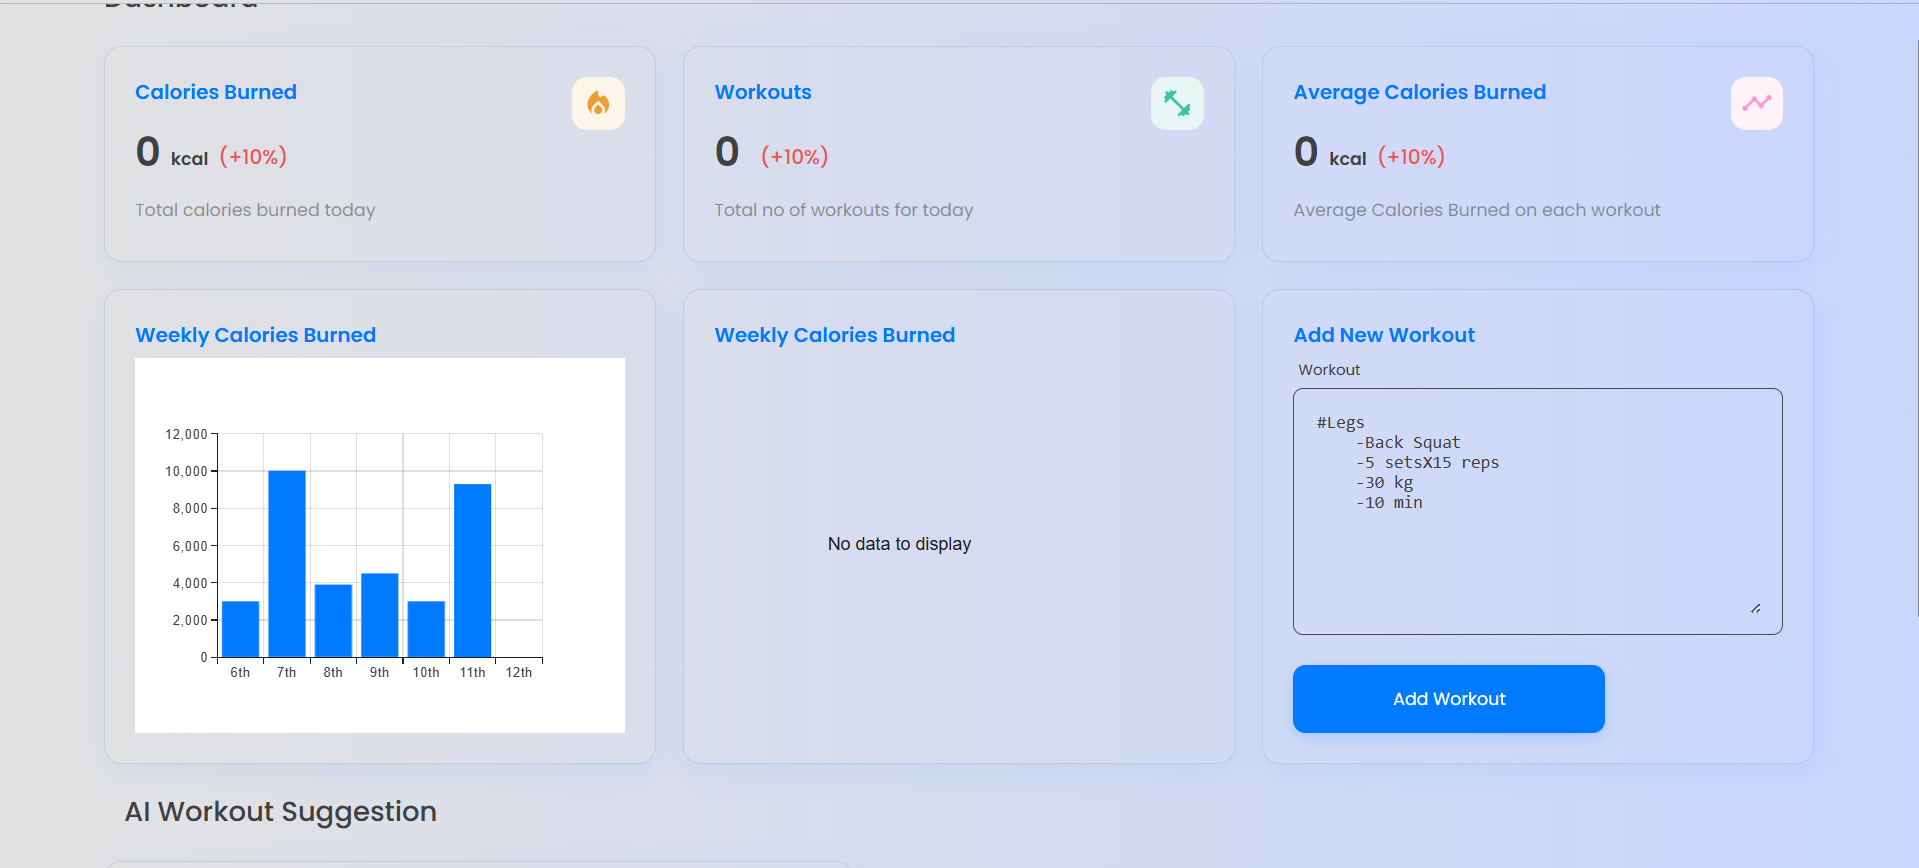 Dashboard
Calories Burned
0 kcal (+10%)
Total calories burned today
Workouts
0 (+10%)
Total no of workouts for today
Average Calories Burned
0 kcal (+10%)
Average Calories Burned on each workout
Weekly Calories Burned
12,000
10,000
8,000
6,000
4,000
2,000
0
6th 7th 8th 9th 10th 11th 12th
Weekly Calories Burned
No data to display
Add New Workout
Workout
#Legs
-Back Squat
-5 setsX15 reps
-30 kg
-10 min
Add Workout
AI Workout Suggestion